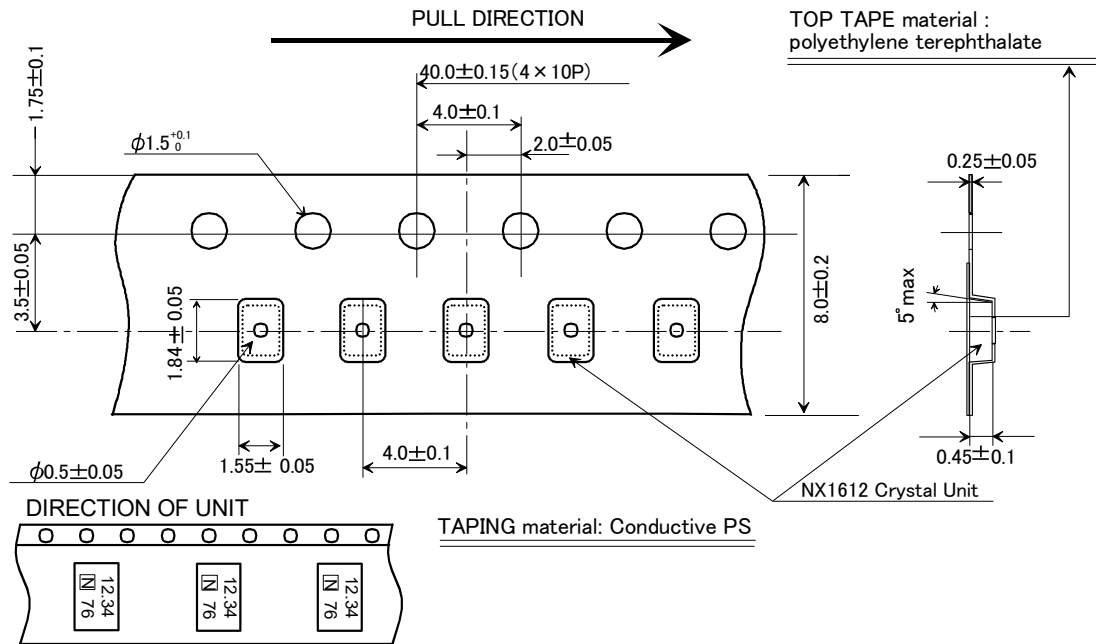 PULL DIRECTION
TOP TAPE material :
polyethylene terephthalate
1.75±0.1
40.0±0.15(4×10P)
4.0±0.1
2.0±0.05
φ1.5 +0.1 0
0.25±0.05
3.5±0.05
1.84± 0.05
8.0±0.2
5°max
φ0.5±0.05
1.55± 0.05
4.0±0.1
0.45±0.1
NX1612 Crystal Unit
DIRECTION OF UNIT
TAPING material: Conductive PS
12.34
N 76
12.34
N 76
12.34
N 76